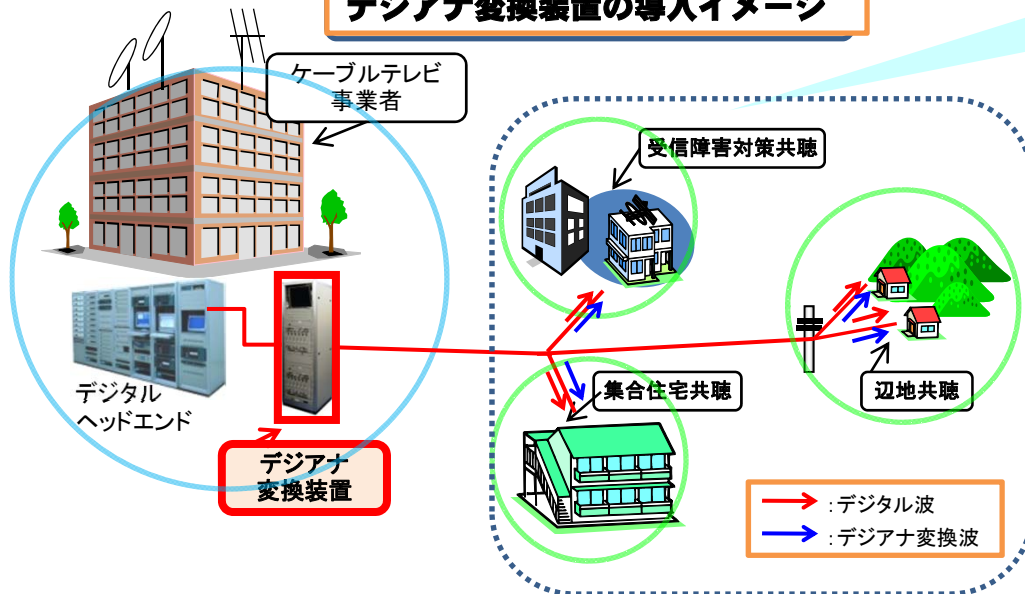 デジアナ変換装置の導入イメージ
ケーブルテレビ
事業者
受信障害対策共聴
デジタル
ヘッドエンド
デジアナ
変換装置
集合住宅共聴
辺地共聴
:デジタル波
:デジアナ変換波